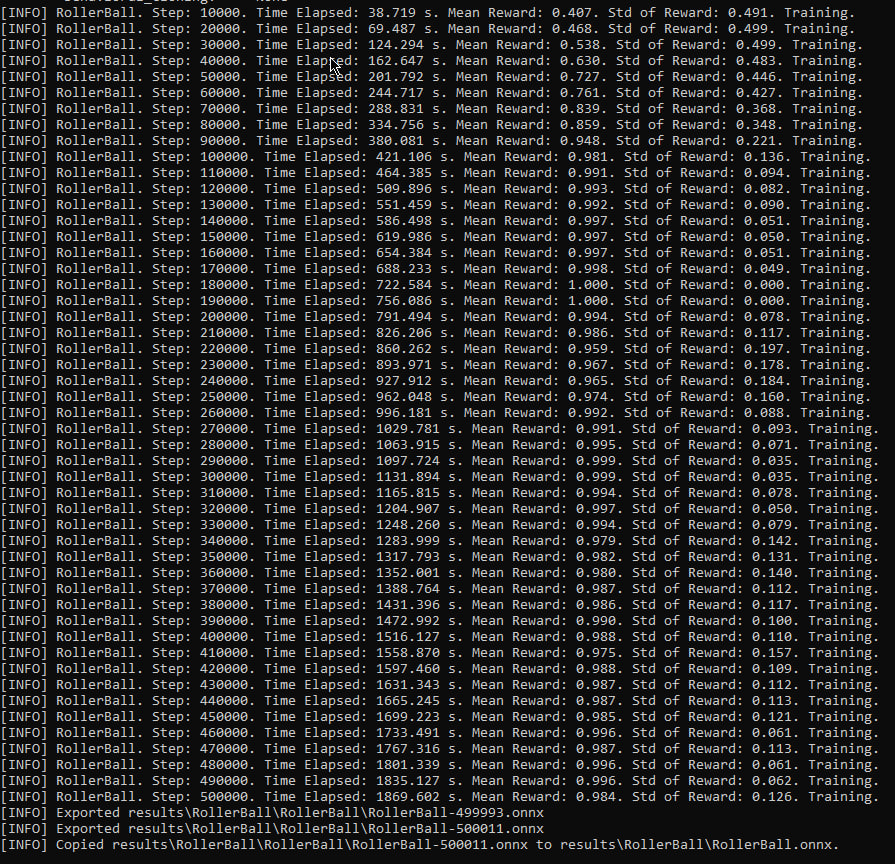 [INFO] RollerBall. Step: 10000. Time Elapsed: 38.719 s. Mean Reward: 0.407. Std of Reward: 0.491. Training.
[INFO] RollerBall. Step: 20000. Time Elapsed: 69.487 s. Mean Reward: 0.468. Std of Reward: 0.499. Training.
[INFO] RollerBall. Step: 30000. Time Elapsed: 124.294 s. Mean Reward: 0.538. Std of Reward: 0.499. Training.
[INFO] RollerBall. Step: 40000. Time Elapsed: 162.647 s. Mean Reward: 0.630. Std of Reward: 0.483. Training.
[INFO] RollerBall. Step: 50000. Time Elapsed: 201.792 s. Mean Reward: 0.727. Std of Reward: 0.446. Training.
[INFO] RollerBall. Step: 60000. Time Elapsed: 244.717 s. Mean Reward: 0.761. Std of Reward: 0.427. Training.
[INFO] RollerBall. Step: 70000. Time Elapsed: 288.831 s. Mean Reward: 0.839. Std of Reward: 0.368. Training.
[INFO] RollerBall. Step: 80000. Time Elapsed: 334.756 s. Mean Reward: 0.859. Std of Reward: 0.348. Training.
[INFO] RollerBall. Step: 90000. Time Elapsed: 380.081 s. Mean Reward: 0.948. Std of Reward: 0.221. Training.
[INFO] RollerBall. Step: 100000. Time Elapsed: 421.106 s. Mean Reward: 0.981. Std of Reward: 0.136. Training.
[INFO] RollerBall. Step: 110000. Time Elapsed: 464.385 s. Mean Reward: 0.991. Std of Reward: 0.094. Training.
[INFO] RollerBall. Step: 120000. Time Elapsed: 509.896 s. Mean Reward: 0.993. Std of Reward: 0.082. Training.
[INFO] RollerBall. Step: 130000. Time Elapsed: 551.459 s. Mean Reward: 0.992. Std of Reward: 0.090. Training.
[INFO] RollerBall. Step: 140000. Time Elapsed: 586.498 s. Mean Reward: 0.997. Std of Reward: 0.051. Training.
[INFO] RollerBall. Step: 150000. Time Elapsed: 619.986 s. Mean Reward: 0.997. Std of Reward: 0.050. Training.
[INFO] RollerBall. Step: 160000. Time Elapsed: 654.384 s. Mean Reward: 0.997. Std of Reward: 0.051. Training.
[INFO] RollerBall. Step: 170000. Time Elapsed: 688.233 s. Mean Reward: 0.998. Std of Reward: 0.049. Training.
[INFO] RollerBall. Step: 180000. Time Elapsed: 722.584 s. Mean Reward: 1.000. Std of Reward: 0.000. Training.
[INFO] RollerBall. Step: 190000. Time Elapsed: 756.086 s. Mean Reward: 1.000. Std of Reward: 0.000. Training.
[INFO] RollerBall. Step: 200000. Time Elapsed: 791.494 s. Mean Reward: 0.994. Std of Reward: 0.078. Training.
[INFO] RollerBall. Step: 210000. Time Elapsed: 826.206 s. Mean Reward: 0.986. Std of Reward: 0.117. Training.
[INFO] RollerBall. Step: 220000. Time Elapsed: 860.262 s. Mean Reward: 0.959. Std of Reward: 0.197. Training.
[INFO] RollerBall. Step: 230000. Time Elapsed: 893.971 s. Mean Reward: 0.967. Std of Reward: 0.178. Training.
[INFO] RollerBall. Step: 240000. Time Elapsed: 927.912 s. Mean Reward: 0.965. Std of Reward: 0.184. Training.
[INFO] RollerBall. Step: 250000. Time Elapsed: 962.048 s. Mean Reward: 0.974. Std of Reward: 0.160. Training.
[INFO] RollerBall. Step: 260000. Time Elapsed: 996.181 s. Mean Reward: 0.992. Std of Reward: 0.088. Training.
[INFO] RollerBall. Step: 270000. Time Elapsed: 1029.781 s. Mean Reward: 0.991. Std of Reward: 0.093. Training.
[INFO] RollerBall. Step: 280000. Time Elapsed: 1063.915 s. Mean Reward: 0.995. Std of Reward: 0.071. Training.
[INFO] RollerBall. Step: 290000. Time Elapsed: 1097.724 s. Mean Reward: 0.999. Std of Reward: 0.035. Training.
[INFO] RollerBall. Step: 300000. Time Elapsed: 1131.894 s. Mean Reward: 0.999. Std of Reward: 0.035. Training.
[INFO] RollerBall. Step: 310000. Time Elapsed: 1165.815 s. Mean Reward: 0.994. Std of Reward: 0.078. Training.
[INFO] RollerBall. Step: 320000. Time Elapsed: 1204.907 s. Mean Reward: 0.997. Std of Reward: 0.050. Training.
[INFO] RollerBall. Step: 330000. Time Elapsed: 1248.260 s. Mean Reward: 0.994. Std of Reward: 0.079. Training.
[INFO] RollerBall. Step: 340000. Time Elapsed: 1283.999 s. Mean Reward: 0.979. Std of Reward: 0.142. Training.
[INFO] RollerBall. Step: 350000. Time Elapsed: 1317.793 s. Mean Reward: 0.982. Std of Reward: 0.131. Training.
[INFO] RollerBall. Step: 360000. Time Elapsed: 1352.001 s. Mean Reward: 0.980. Std of Reward: 0.140. Training.
[INFO] RollerBall. Step: 370000. Time Elapsed: 1388.764 s. Mean Reward: 0.987. Std of Reward: 0.112. Training.
[INFO] RollerBall. Step: 380000. Time Elapsed: 1431.396 s. Mean Reward: 0.986. Std of Reward: 0.117. Training.
[INFO] RollerBall. Step: 390000. Time Elapsed: 1472.992 s. Mean Reward: 0.990. Std of Reward: 0.100. Training.
[INFO] RollerBall. Step: 400000. Time Elapsed: 1516.127 s. Mean Reward: 0.988. Std of Reward: 0.110. Training.
[INFO] RollerBall. Step: 410000. Time Elapsed: 1558.870 s. Mean Reward: 0.975. Std of Reward: 0.157. Training.
[INFO] RollerBall. Step: 420000. Time Elapsed: 1597.460 s. Mean Reward: 0.988. Std of Reward: 0.109. Training.
[INFO] RollerBall. Step: 430000. Time Elapsed: 1631.343 s. Mean Reward: 0.987. Std of Reward: 0.112. Training.
[INFO] RollerBall. Step: 440000. Time Elapsed: 1665.245 s. Mean Reward: 0.987. Std of Reward: 0.113. Training.
[INFO] RollerBall. Step: 450000. Time Elapsed: 1699.223 s. Mean Reward: 0.985. Std of Reward: 0.121. Training.
[INFO] RollerBall. Step: 460000. Time Elapsed: 1733.491 s. Mean Reward: 0.996. Std of Reward: 0.061. Training.
[INFO] RollerBall. Step: 470000. Time Elapsed: 1767.316 s. Mean Reward: 0.987. Std of Reward: 0.113. Training.
[INFO] RollerBall. Step: 480000. Time Elapsed: 1801.339 s. Mean Reward: 0.996. Std of Reward: 0.061. Training.
[INFO] RollerBall. Step: 490000. Time Elapsed: 1835.127 s. Mean Reward: 0.996. Std of Reward: 0.062. Training.
[INFO] RollerBall. Step: 500000. Time Elapsed: 1869.602 s. Mean Reward: 0.984. Std of Reward: 0.126. Training.
[INFO] Exported results\RollerBall\RollerBall\RollerBall-499993.onnx
[INFO] Exported results\RollerBall\RollerBall\RollerBall-500011.onnx
[INFO] Copied results\RollerBall\RollerBall\RollerBall-500011.onnx to results\RollerBall\RollerBall.onnx.